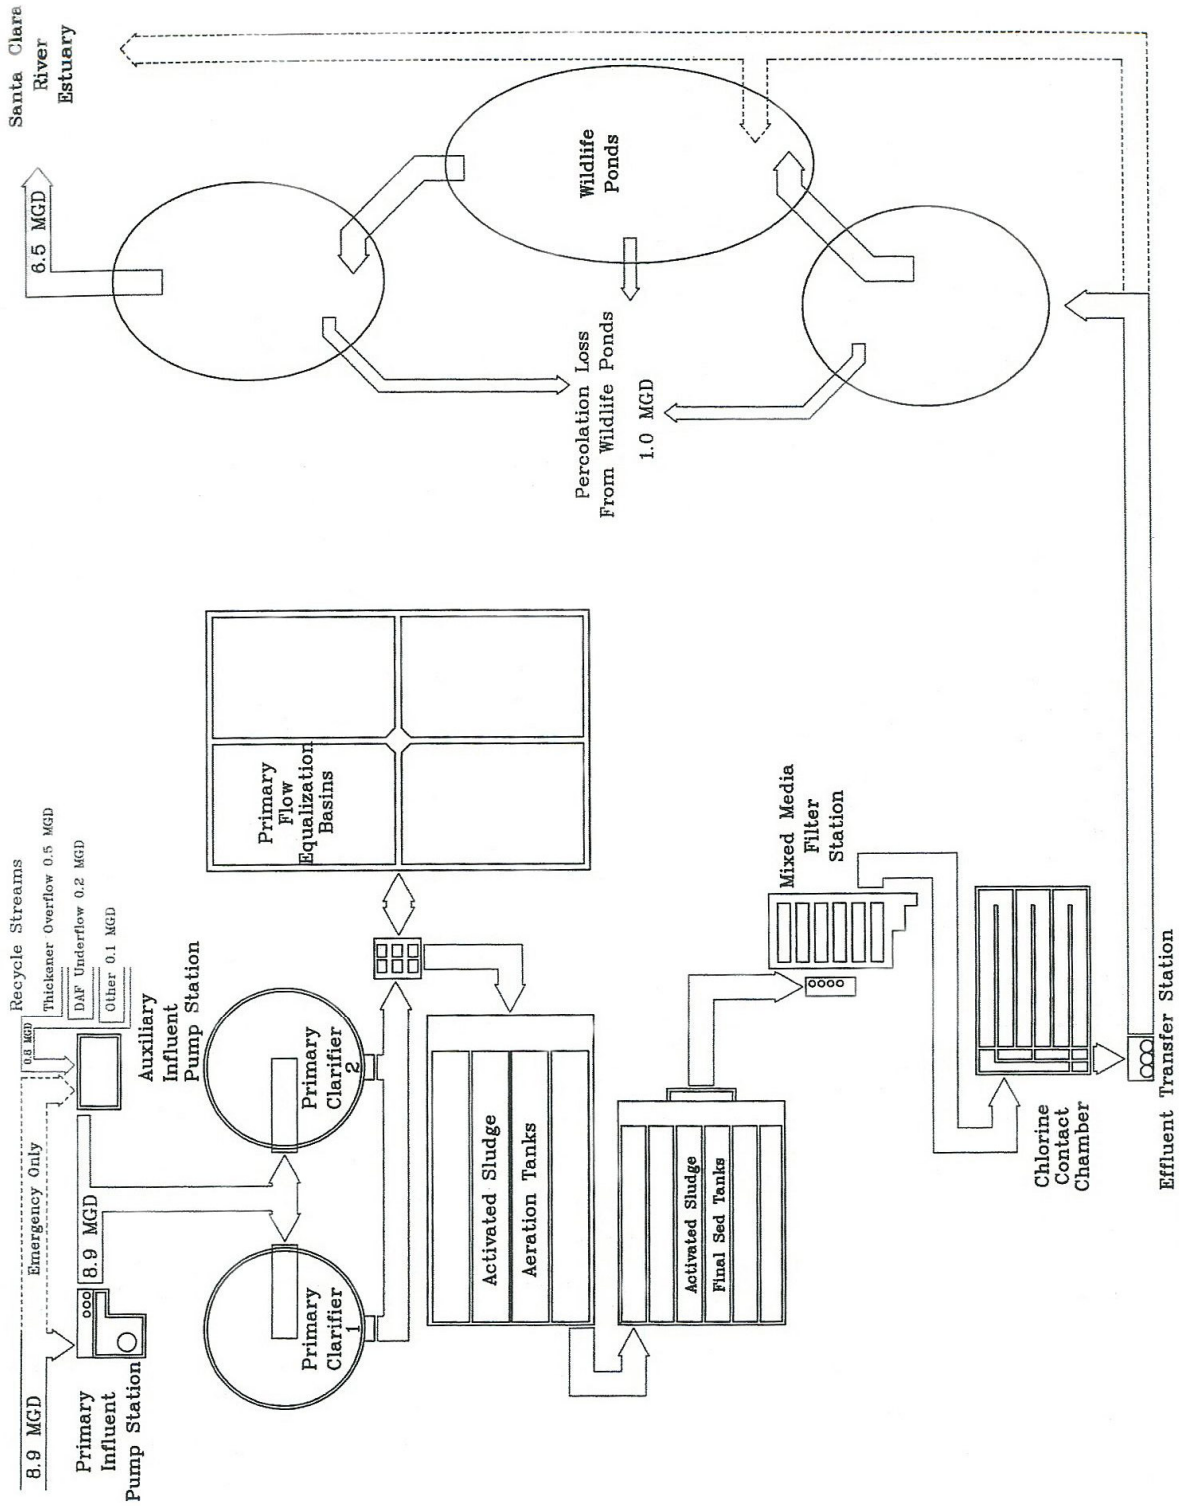 8.9 MGD
Emergency Only
0.8 MGD
Recycle Streams
Thickener Overflow 0.5 MGD
DAF Underflow 0.2 MGD
Other 0.1 MGD
Primary
Influent
Pump Station
8.9 MGD
Auxiliary
Influent
Pump Station
Primary
Clarifier
1
Primary
Clarifier
2
Primary
Flow
Equalization
Basins
Activated Sludge
Aeration Tanks
Activated Sludge
Final Sed Tanks
Mixed Media
Filter
Station
Chlorine
Contact
Chamber
Effluent Transfer Station
Percolation Loss
From Wildlife Ponds
1.0 MGD
Wildlife
Ponds
6.5 MGD
Santa Clara
River
Estuary